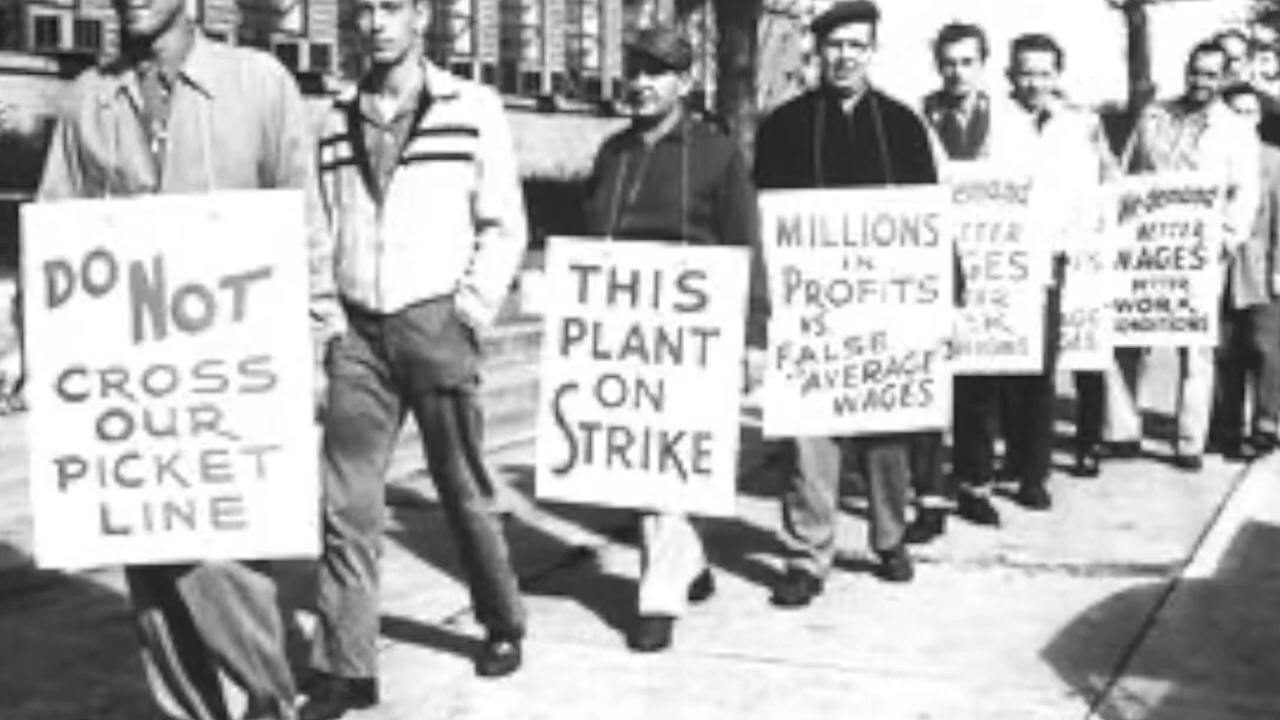 DO NOT
CROSS
OUR
PICKET
LINE
THIS
PLANT
ON
STRIKE
MILLIONS
IN
PROFITS
VS.
FALSE
"AVERAGE"
WAGES
We demand
BETTER
WAGES
BETTER
WORK
CONDITIONS